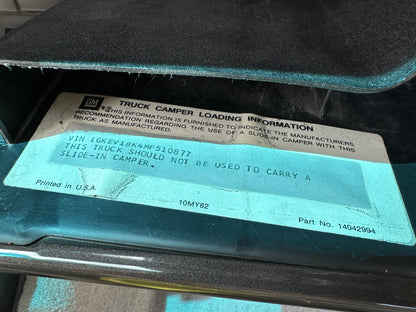 GM
TRUCK CAMPER LOADING INFORMATION
THIS INFORMATION IS FURNISHED TO INDICATE THE MANUFACTURERS
RECOMMENDATION REGARDING THE USE OF A SLIDE-IN CAMPER WITH THIS
TRUCK AS MANUFACTURED.
VIN 1GKEV18K4MF510877
THIS TRUCK SHOULD NOT BE USED TO CARRY A
SLIDE-IN CAMPER.
Printed in U.S.A.
10MY82
Part No. 14042994